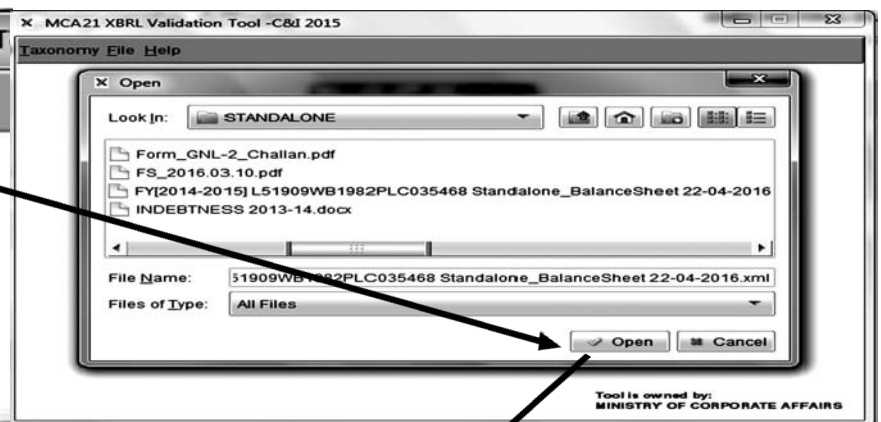 MCA21 XBRL Validation Tool -C&I 2015
Taxonomy File Help
Open
Look In: STANDALONE
Form_GNL-2_Challan.pdf
FS_2016.03.10.pdf
FY[2014-2015] L51909WB1982PLC035468 Standalone_BalanceSheet 22-04-2016
INDEBTNESS 2013-14.docx
File Name: 51909WB1982PLC035468 Standalone_BalanceSheet 22-04-2016.xml
Files of Type: All Files
Open Cancel
Tool is owned by:
MINISTRY OF CORPORATE AFFAIRS